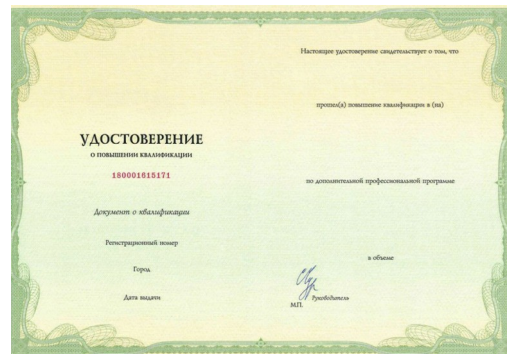 УДОСТОВЕРЕНИЕ
О ПОВЫШЕНИИ КВАЛИФИКАЦИИ
180001615171
Документ о квалификации
Регистрационный номер
Город
Дата выдачи
Настоящее удостоверение свидетельствует о том, что
прошел(а) повышение квалификации в (на)
по дополнительной профессиональной программе
в объеме
Руководитель
М.П.